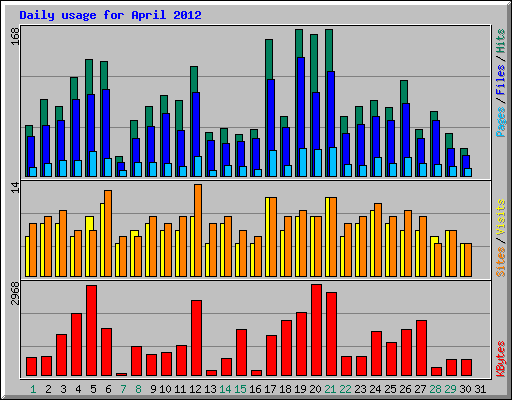 Daily usage for April 2012
168
Pages / Files / Hits
14
Sites / Visits
2968
KBytes
1 2 3 4 5 6 7 8 9 10 11 12 13 14 15 16 17 18 19 20 21 22 23 24 25 26 27 28 29 30 31